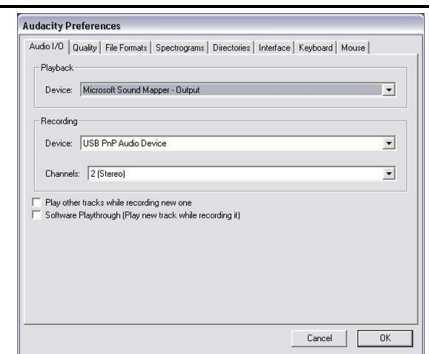 Audacity Preferences
Audio I/O Quality File Formats Spectrograms Directories Interface Keyboard Mouse
Playback
Device: Microsoft Sound Mapper - Output
Recording
Device: USB PnP Audio Device
Channels: 2 (Stereo)
Play other tracks while recording new one
Software Playthrough (Play new track while recording it)
Cancel OK